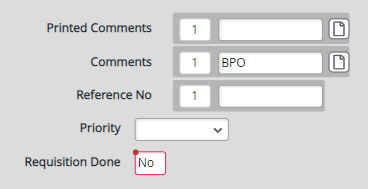 Printed Comments 1
Comments 1 BPO
Reference No 1
Priority
Requisition Done No